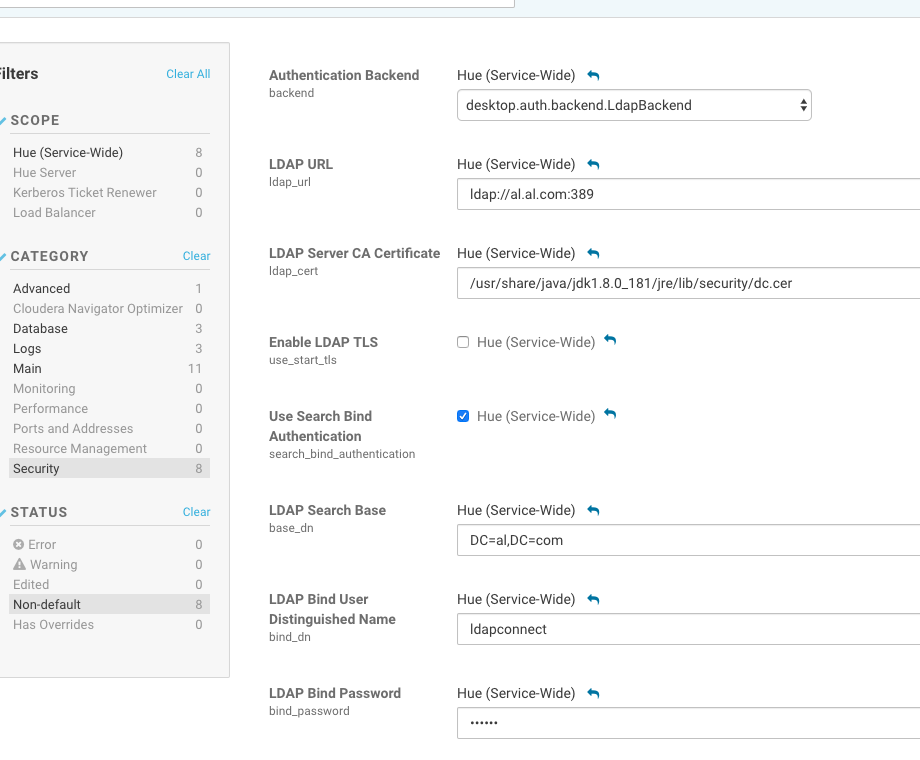 Filters
Clear All
SCOPE
Hue (Service-Wide) 8
Hue Server 0
Kerberos Ticket Renewer 0
Load Balancer 0
CATEGORY Clear
Advanced 1
Cloudera Navigator Optimizer 0
Database 3
Logs 3
Main 11
Monitoring 0
Performance 0
Ports and Addresses 0
Resource Management 0
Security 8
STATUS Clear
Error 0
Warning 0
Edited 0
Non-default 8
Has Overrides 0
Authentication Backend
backend
Hue (Service-Wide)
desktop.auth.backend.LdapBackend
LDAP URL
ldap_url
Hue (Service-Wide)
ldap://al.al.com:389
LDAP Server CA Certificate
ldap_cert
Hue (Service-Wide)
/usr/share/java/jdk1.8.0_181/jre/lib/security/dc.cer
Enable LDAP TLS
use_start_tls
Hue (Service-Wide)
Use Search Bind
Authentication
search_bind_authentication
Hue (Service-Wide)
LDAP Search Base
base_dn
Hue (Service-Wide)
DC=al,DC=com
LDAP Bind User
Distinguished Name
bind_dn
Hue (Service-Wide)
ldapconnect
LDAP Bind Password
bind_password
Hue (Service-Wide)
••••••